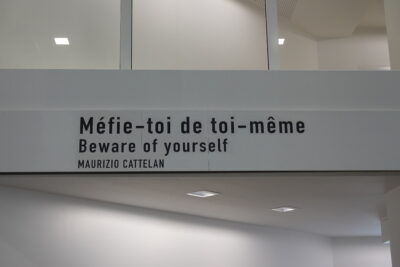 Méfie-toi de toi-même
Beware of yourself
MAURIZIO CATTELAN